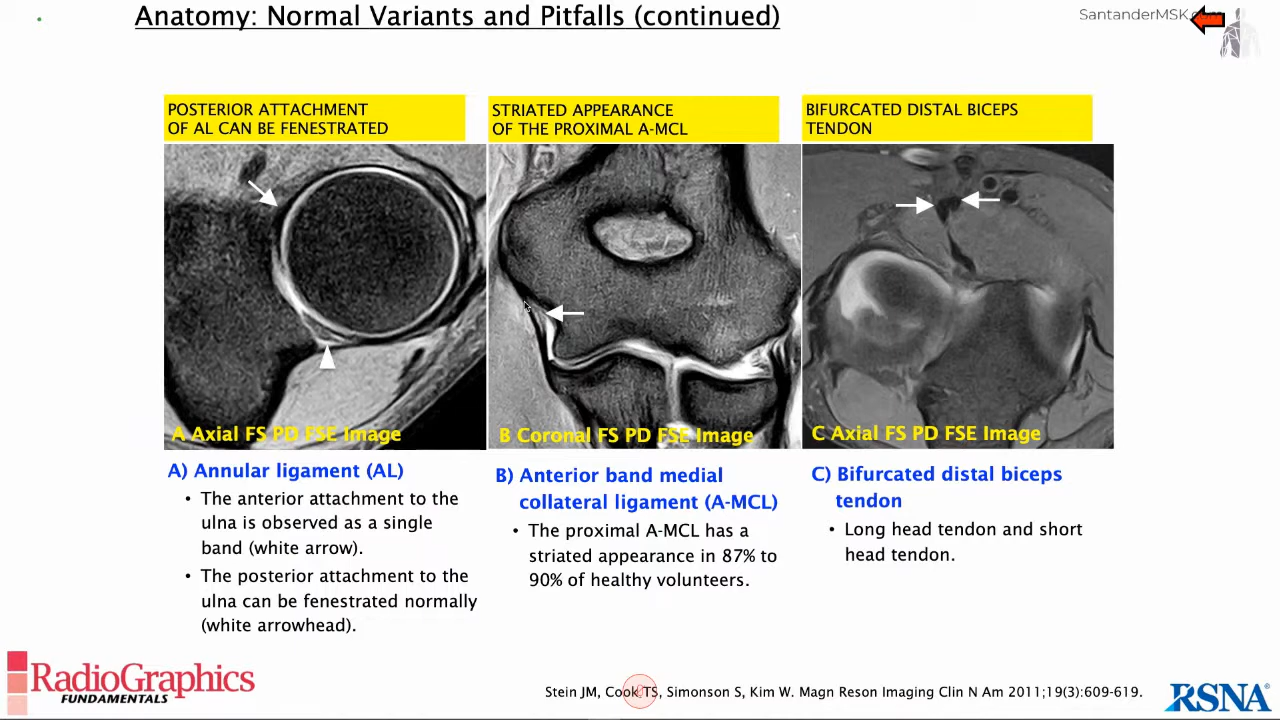 Anatomy: Normal Variants and Pitfalls (continued)
SantanderMSK.com
POSTERIOR ATTACHMENT
OF AL CAN BE FENESTRATED
STRIATED APPEARANCE
OF THE PROXIMAL A-MCL
BIFURCATED DISTAL BICEPS
TENDON
A Axial FS PD FSE Image
B Coronal FS PD FSE Image
C Axial FS PD FSE Image
A) Annular ligament (AL)
• The anterior attachment to the
ulna is observed as a single
band (white arrow).
• The posterior attachment to the
ulna can be fenestrated normally
(white arrowhead).
B) Anterior band medial
collateral ligament (A-MCL)
• The proximal A-MCL has a
striated appearance in 87% to
90% of healthy volunteers.
C) Bifurcated distal biceps
tendon
• Long head tendon and short
head tendon.
RadioGraphics
FUNDAMENTALS
Stein JM, Cook TS, Simonson S, Kim W. Magn Reson Imaging Clin N Am 2011;19(3):609-619.
RSNA®